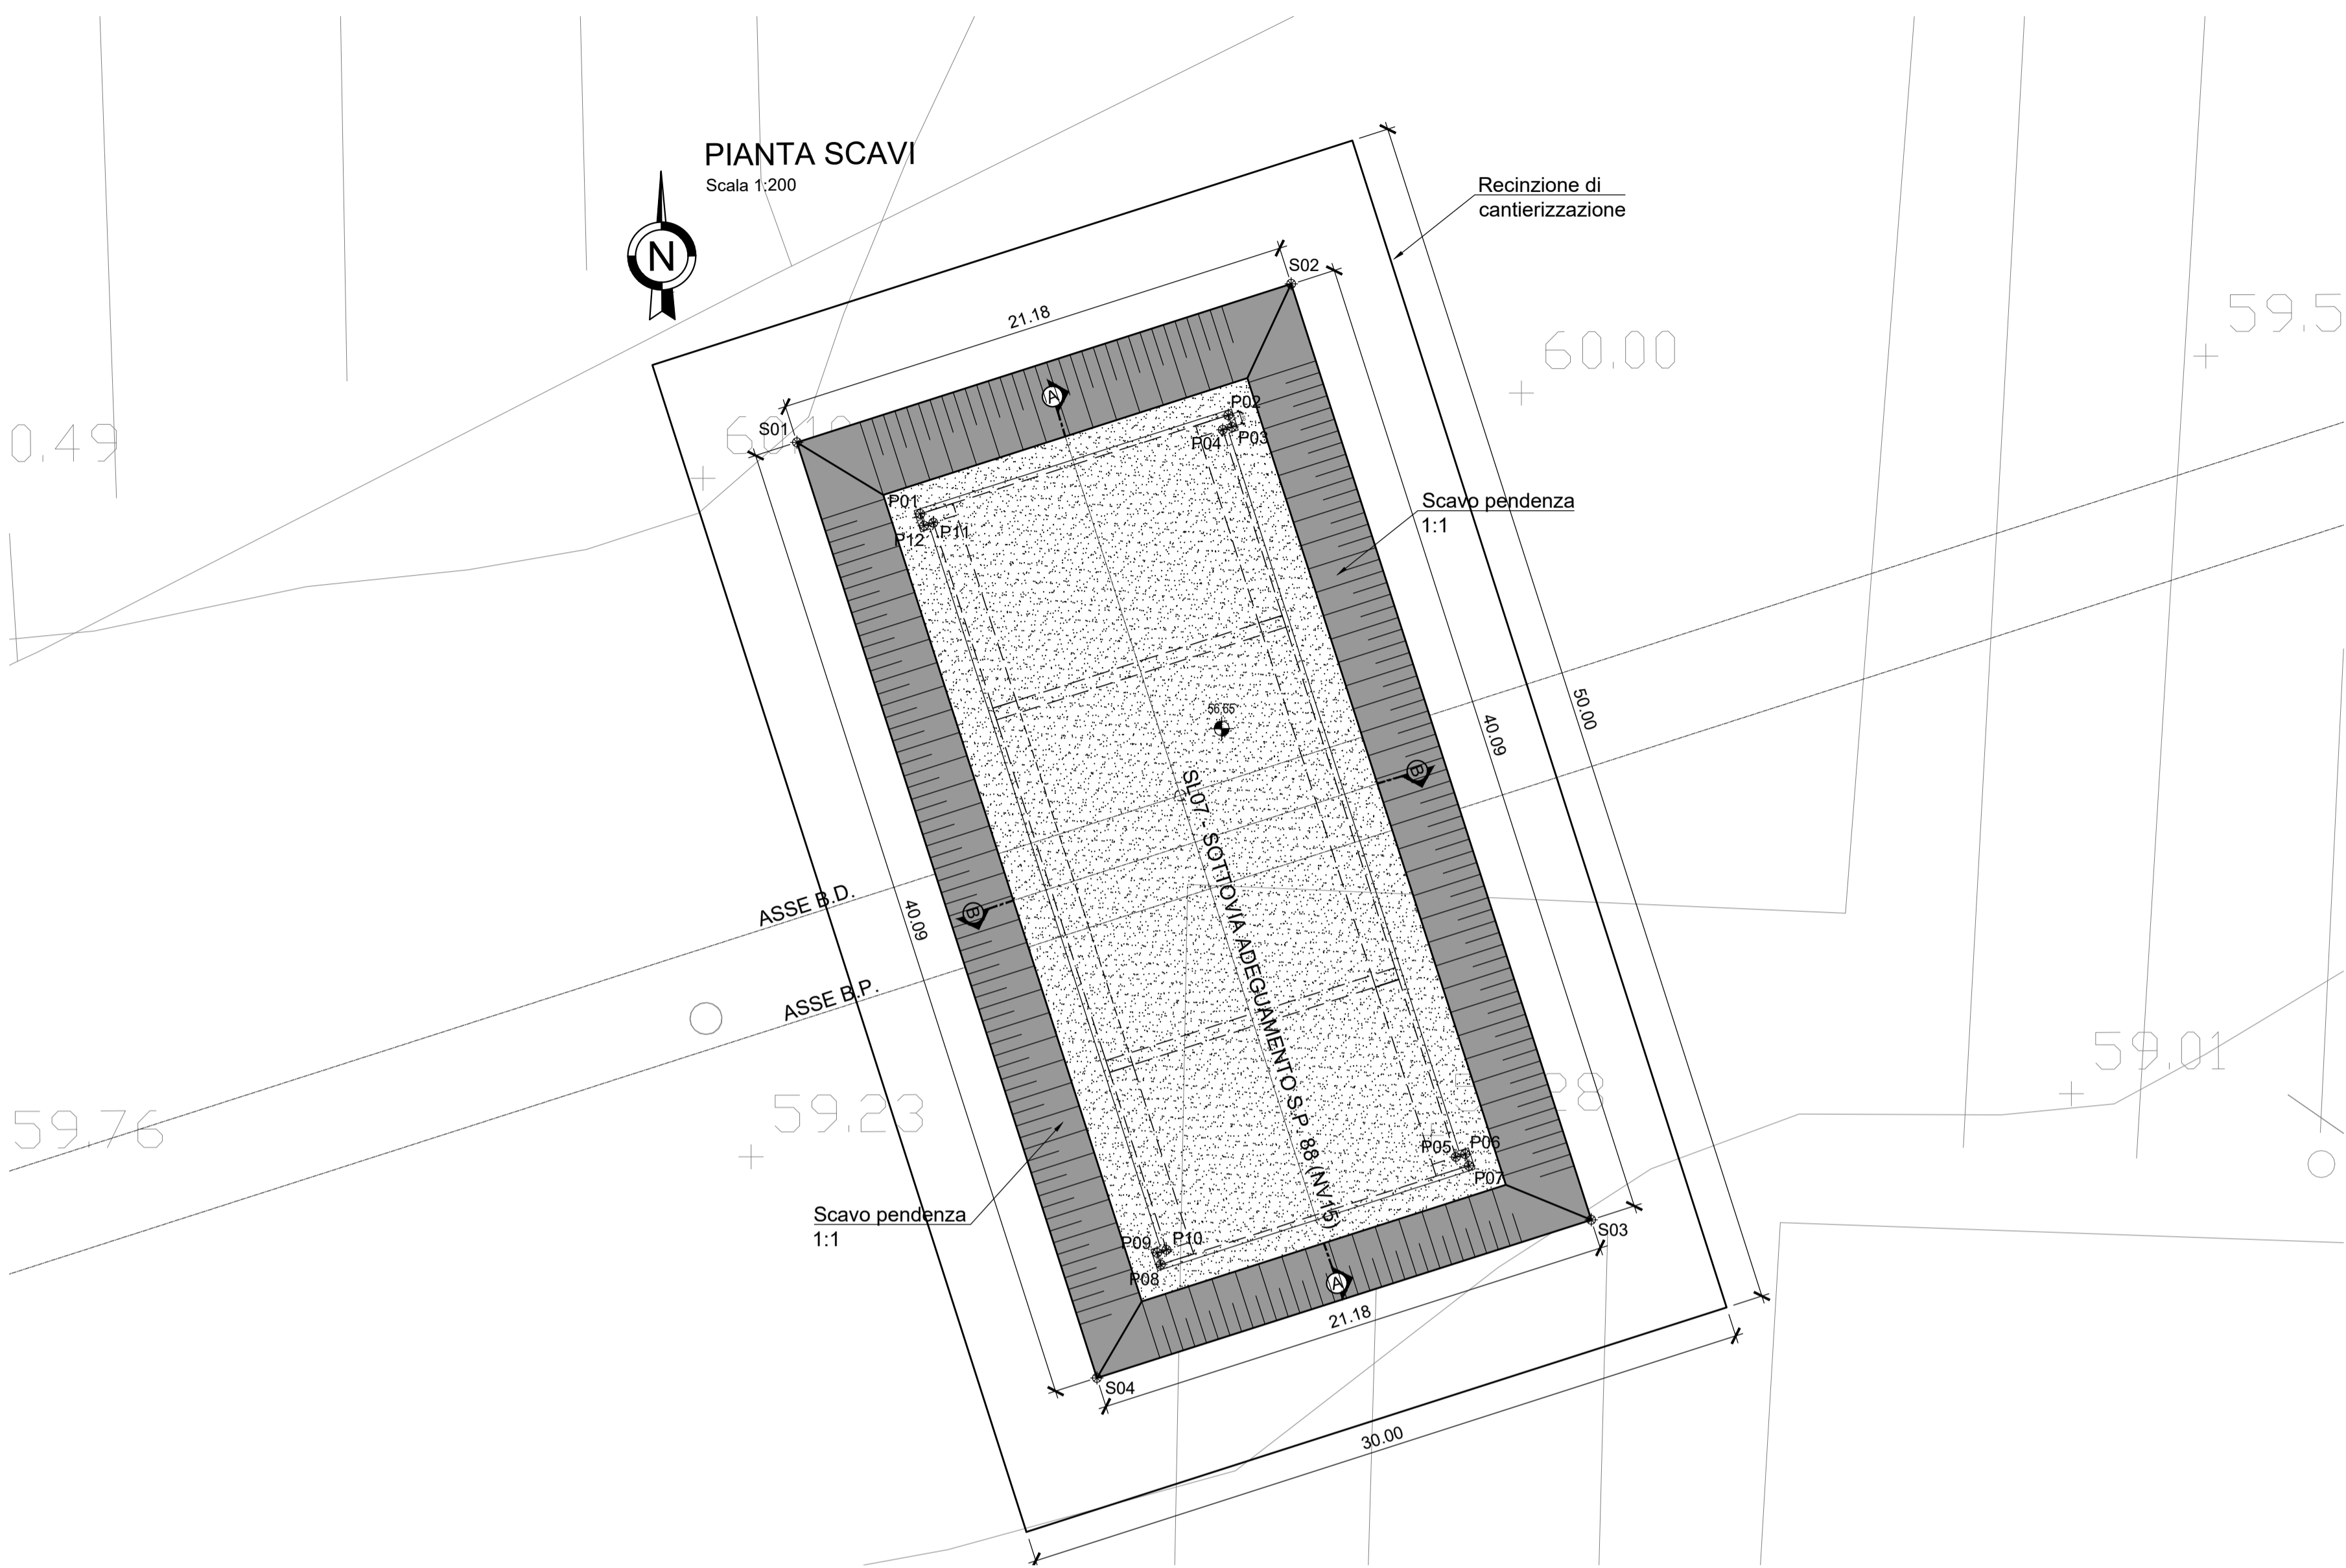 PIANTA SCAVI
Scala 1:200
N
Recinzione di
cantierizzazione
S02
21.18
59.5
60.00
A
P02
S01
0.49
P04
P03
P01
Scavo pendenza
1:1
P12
P11
56.65
50.00
40.09
B
SL07 - SOTTOVIA ADEGUAMENTO S.P. 88 (NV15)
ASSE B.D.
40.09
B
ASSE B.P.
59.01
59.23
59.76
P05
P06
P07
Scavo pendenza
1:1
P09
P10
P08
S03
A
21.18
S04
30.00